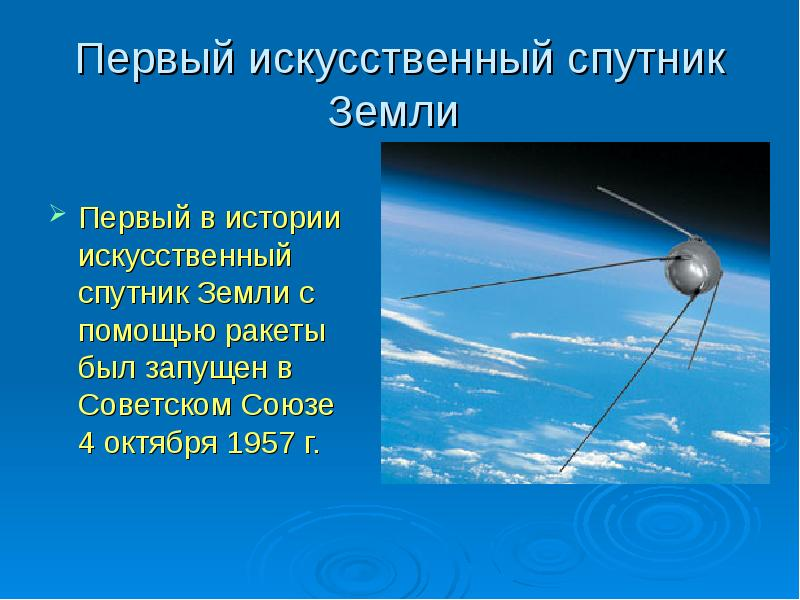 Первый искусственный спутник
Земли
Первый в истории
искусственный
спутник Земли с
помощью ракеты
был запущен в
Советском Союзе
4 октября 1957 г.